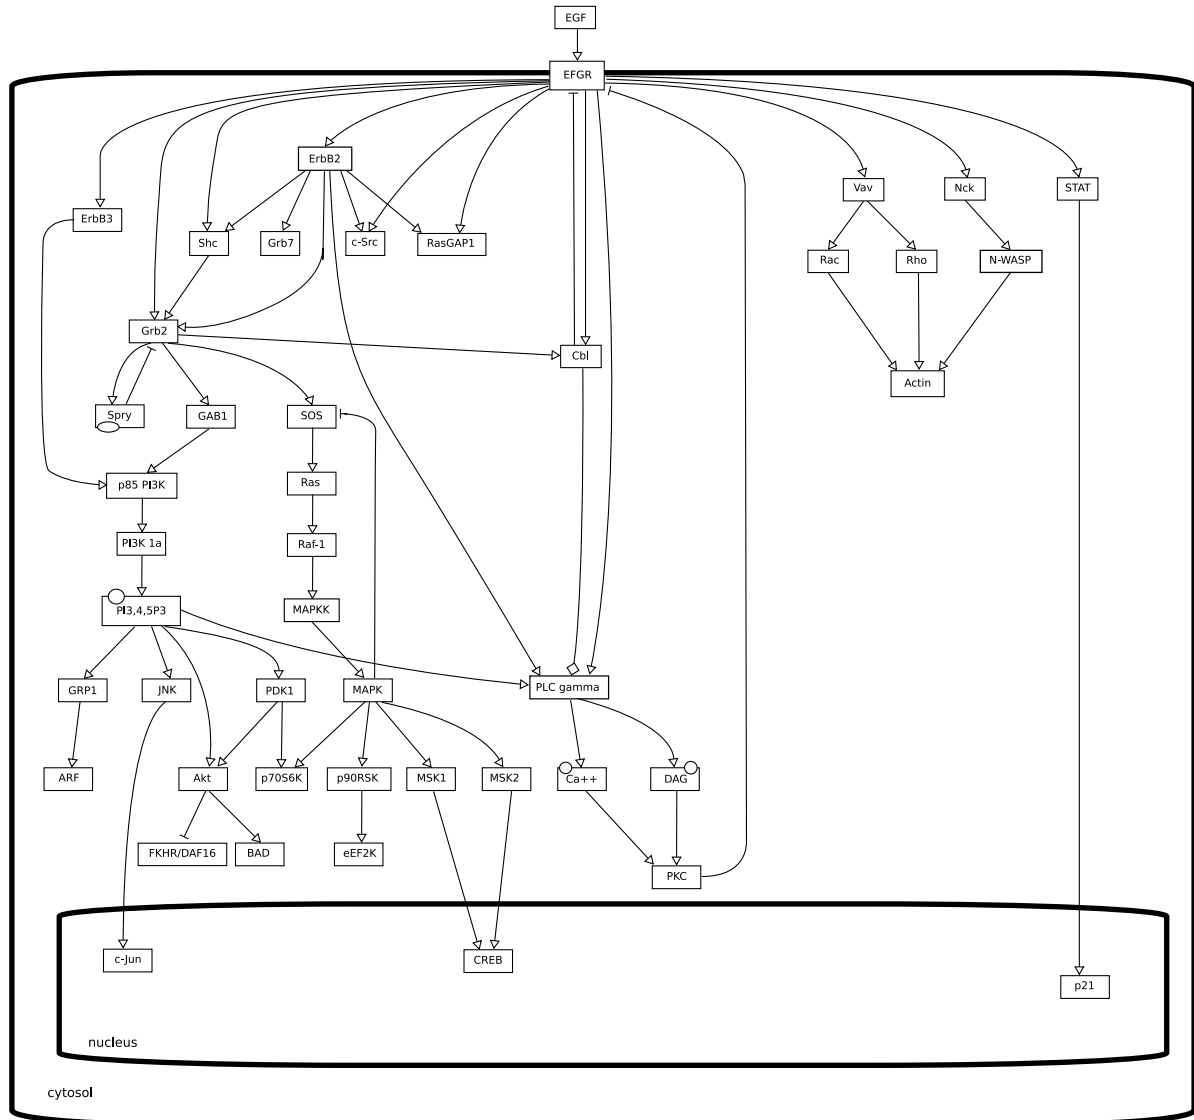 EGF
EFGR
ErbB2
Vav
Nck
STAT
ErbB3
Shc
Grb7
c-Src
RasGAP1
Rac
Rho
N-WASP
Grb2
Cbl
Actin
Spry
GAB1
SOS
p85 PI3K
Ras
PI3K 1a
Raf-1
PI3,4,5P3
MAPKK
GRP1
JNK
PDK1
MAPK
PLC gamma
ARF
Akt
p70S6K
p90RSK
MSK1
MSK2
Ca++
DAG
FKHR/DAF16
BAD
eEF2K
PKC
c-Jun
CREB
p21
nucleus
cytosol